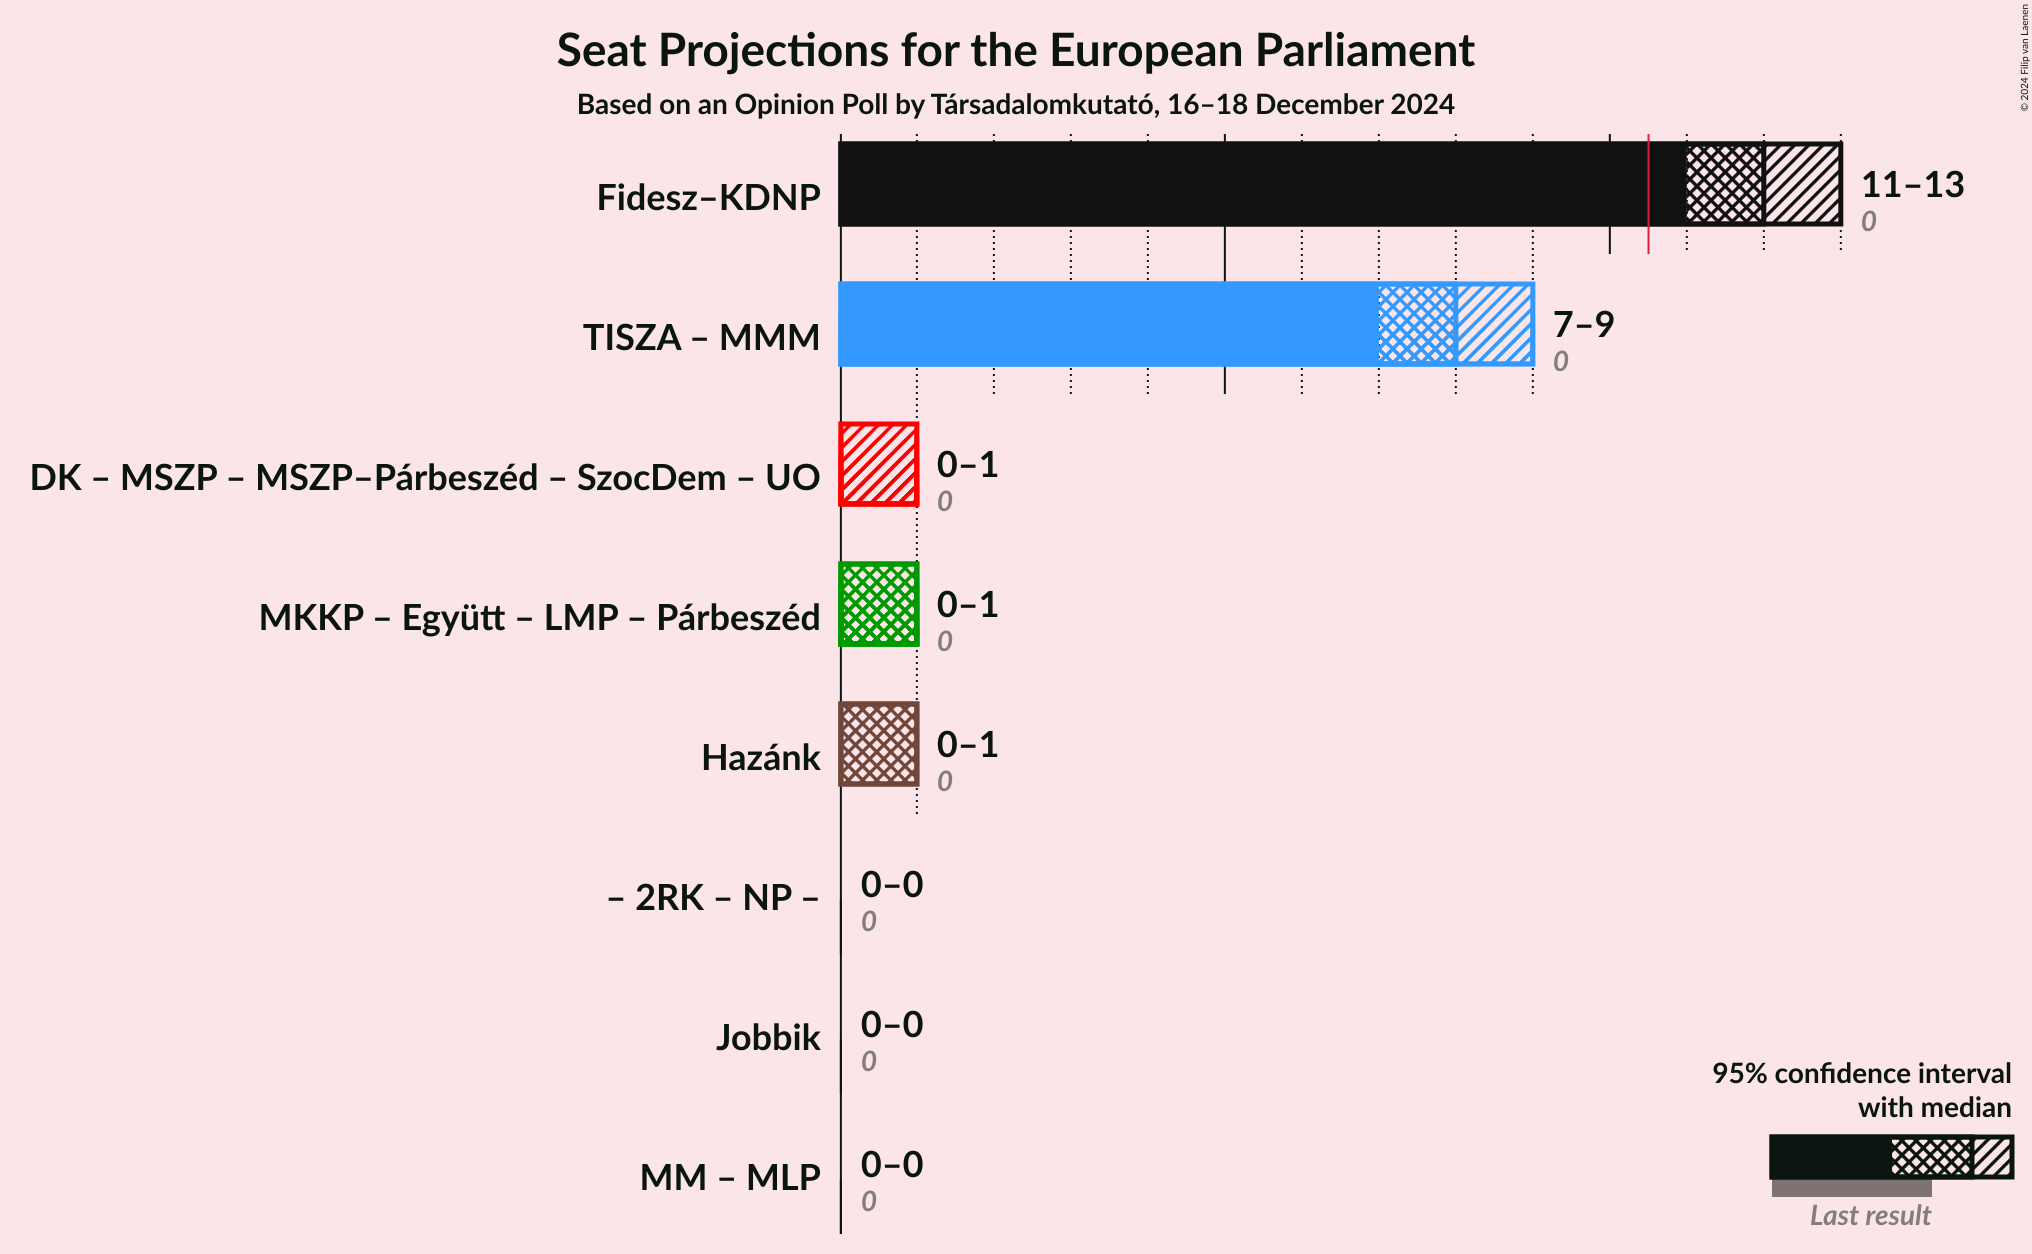 Seat Projections for the European Parliament
Based on an Opinion Poll by Társadalomkutató, 16–18 December 2024
© 2024 Filip van Laenen
Fidesz–KDNP
11–13
0
TISZA – MMM
7–9
0
DK – MSZP – MSZP–Párbeszéd – SzocDem – UO
0–1
0
MKKP – Együtt – LMP – Párbeszéd
0–1
0
Hazánk
0–1
0
– 2RK – NP –
0–0
0
Jobbik
0–0
0
MM – MLP
0–0
0
95% confidence interval
with median
Last result